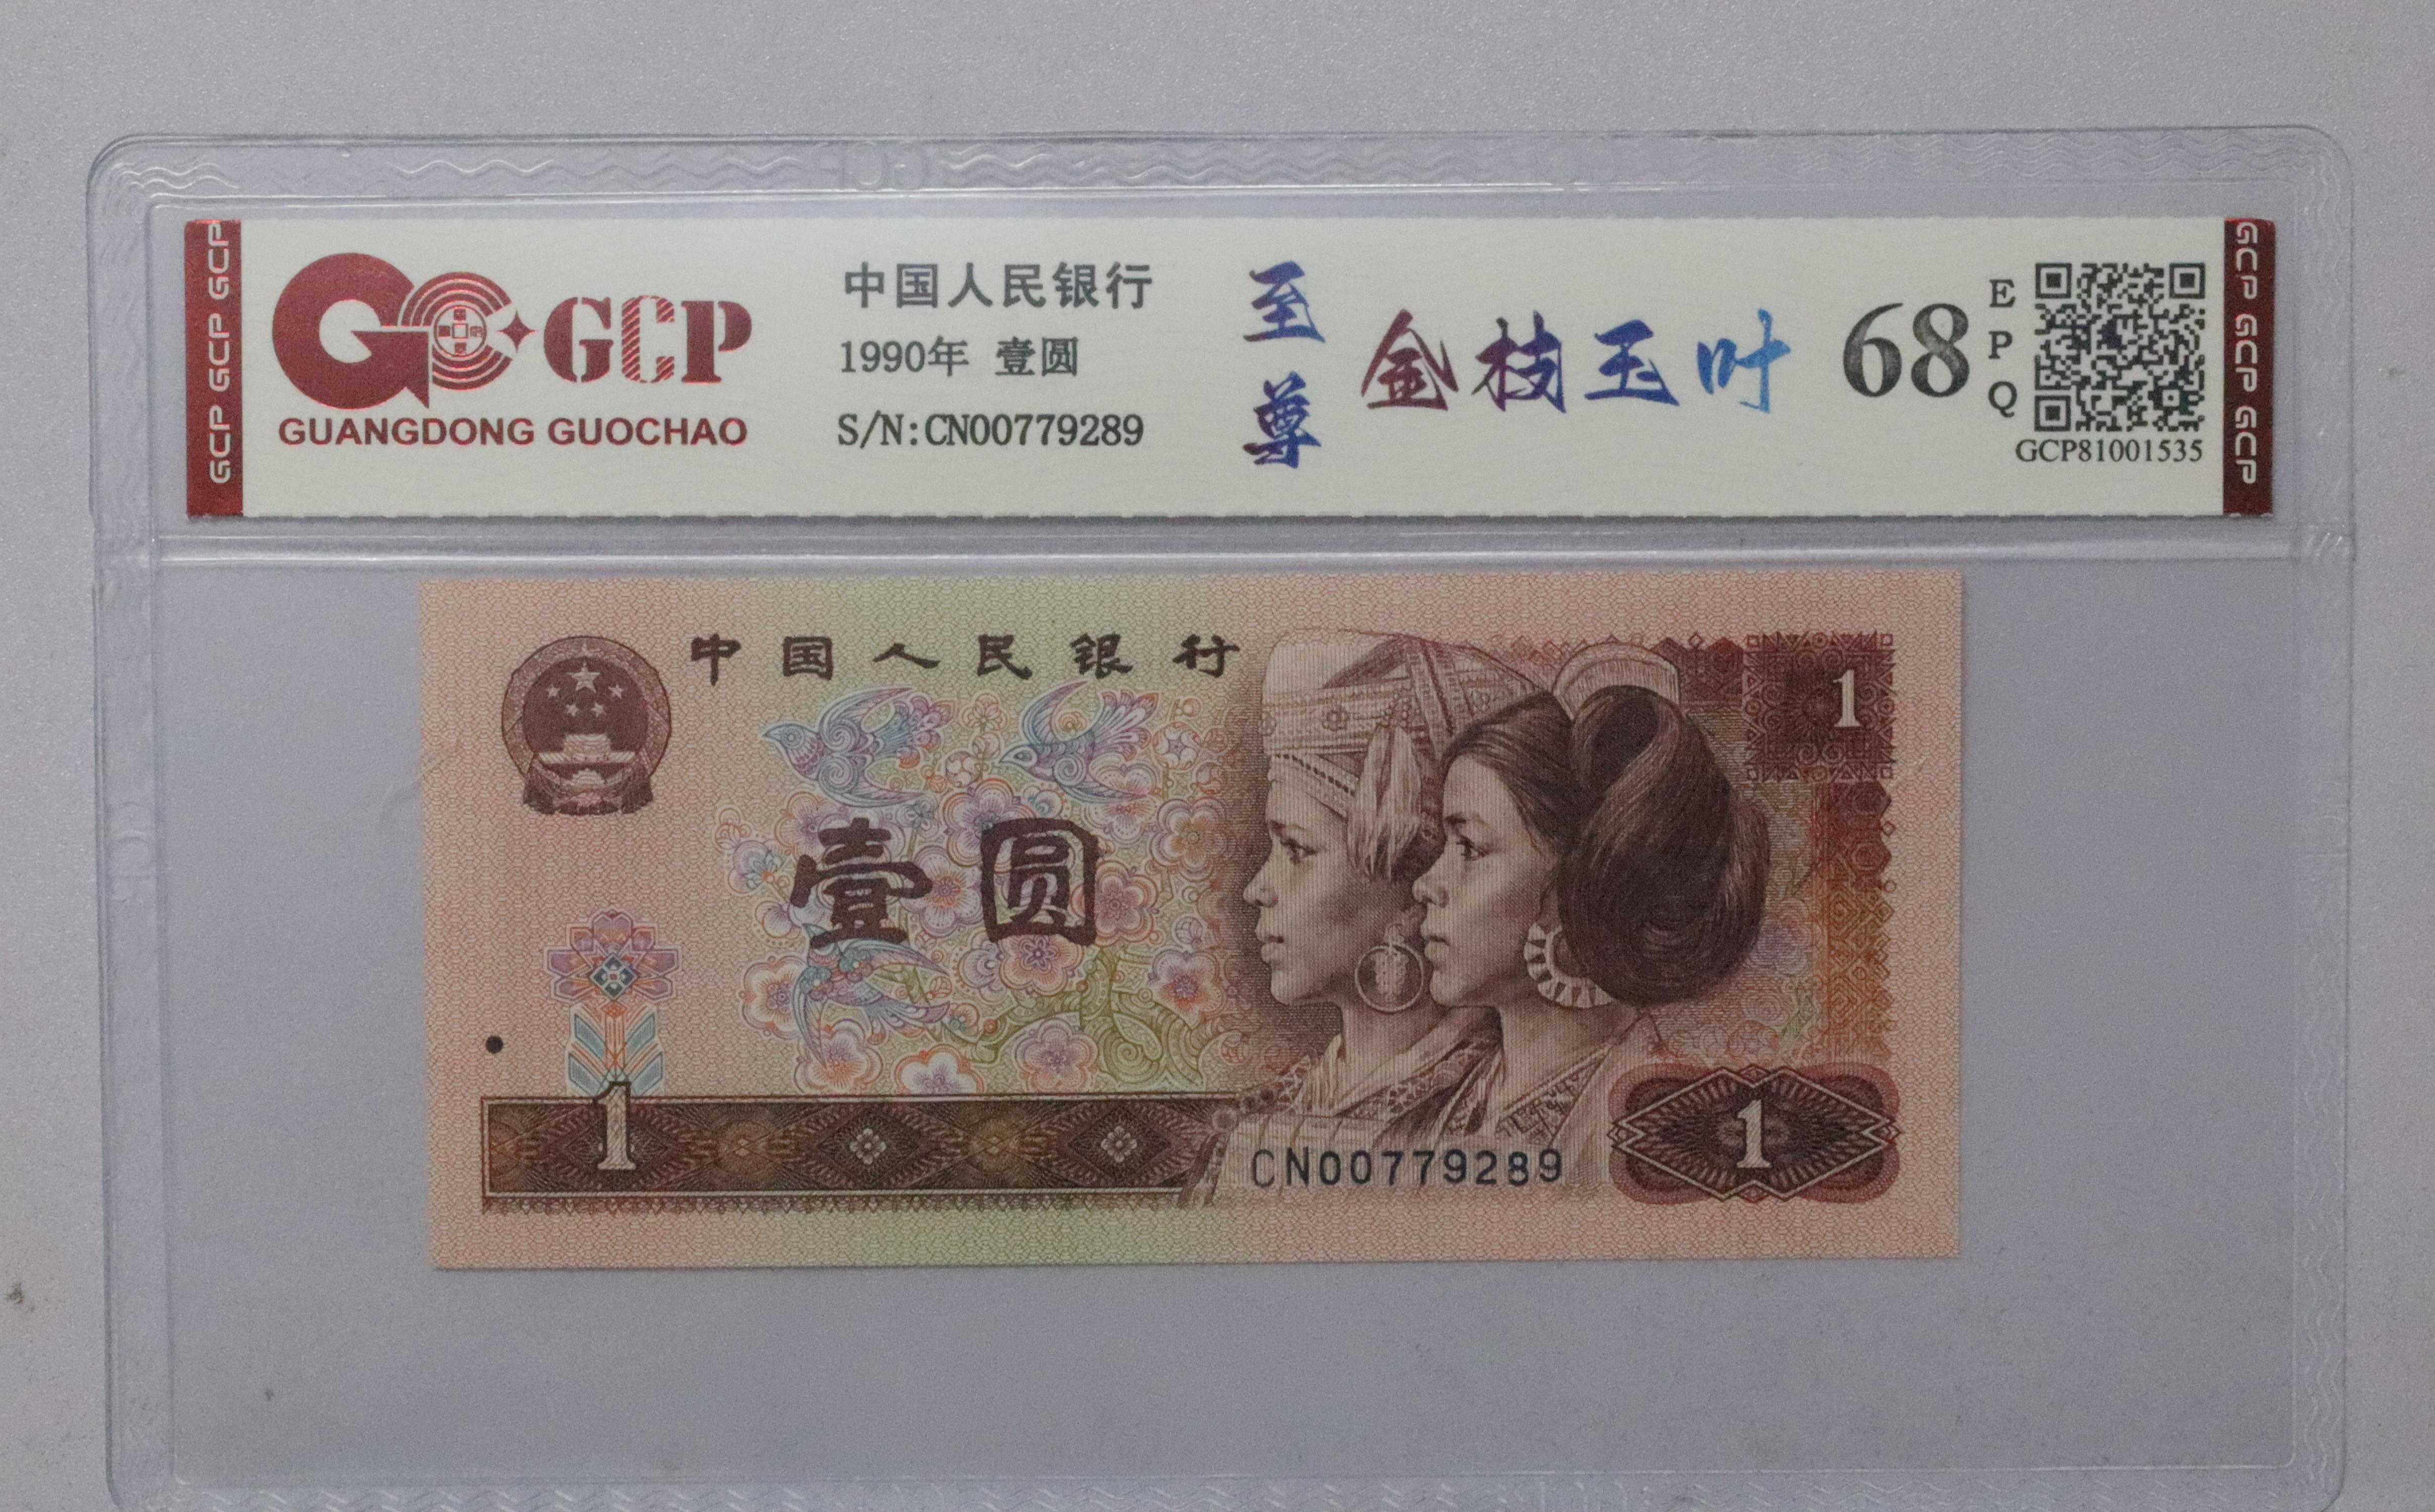 GCP GCP GCP
GCP
GUANGDONG GUOCHAO
中国人民银行
1990年 壹圆
S/N:CN00779289
至尊
金枝玉叶
68
EPQ
GCP81001535
GCP GCP GCP
中国人民银行
1
壹圆
1
CN00779289
1